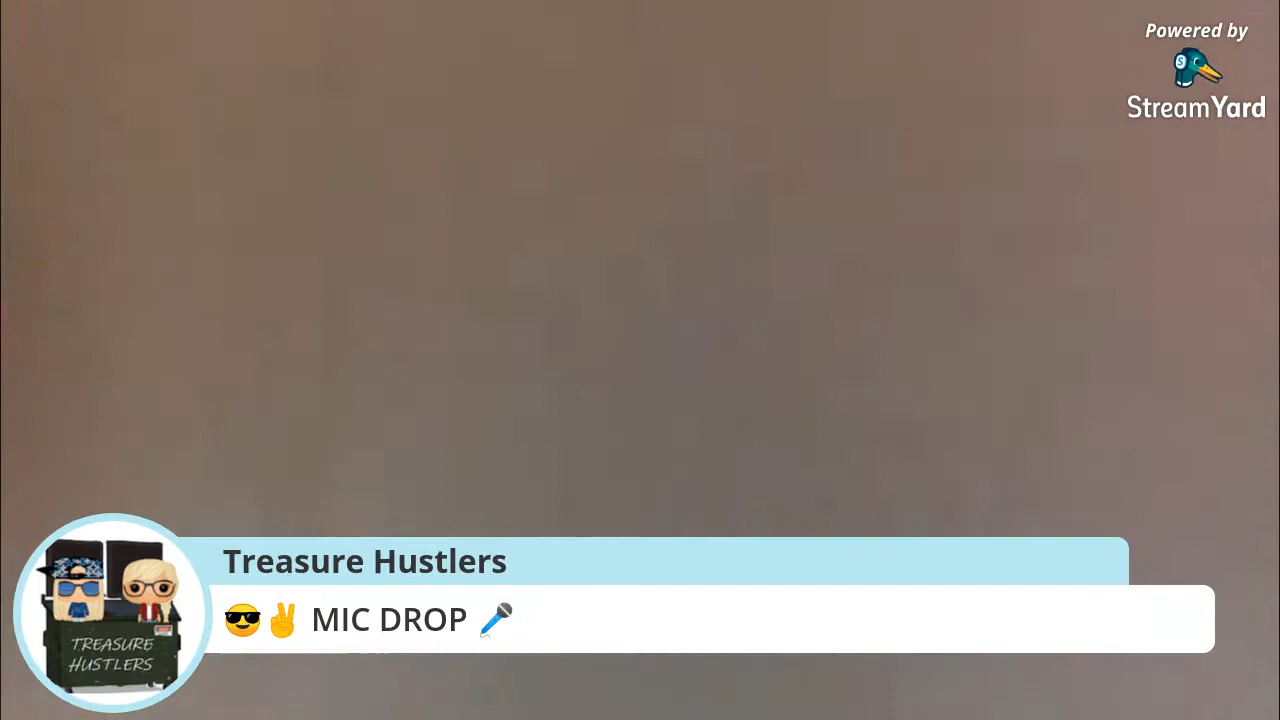 Powered by
StreamYard
Treasure Hustlers
😎✌️ MIC DROP 🎤
TREASURE
HUSTLERS